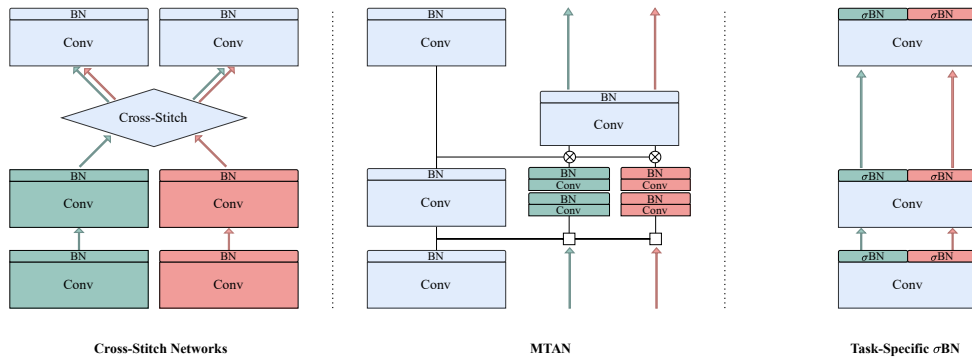 BN
Conv
BN
Conv
Cross-Stitch
BN
Conv
BN
Conv
BN
Conv
BN
Conv
Cross-Stitch Networks
BN
Conv
BN
Conv
BN
Conv
BN
Conv
BN
Conv
BN
Conv
BN
Conv
BN
Conv
MTAN
σBN
σBN
Conv
σBN
σBN
Conv
σBN
σBN
Conv
Task-Specific σBN